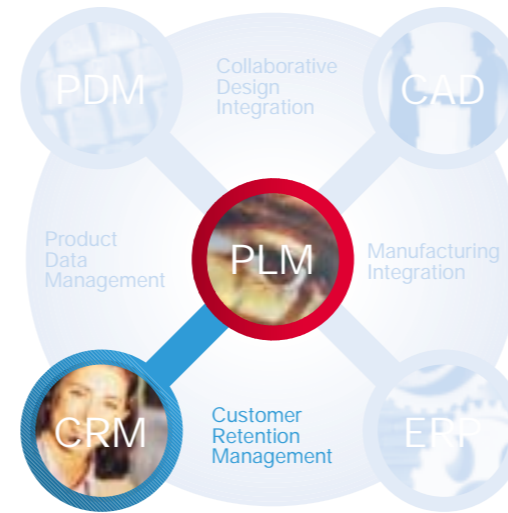 PDM
Collaborative
Design
Integration
CAD
Product
Data
Management
PLM
Manufacturing
Integration
CRM
Customer
Retention
Management
ERP